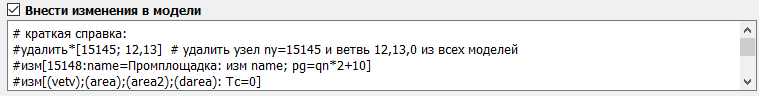 Внести изменения в модели
# краткая справка:
#удалить*[15145; 12,13]  # удалить узел ny=15145 и ветвь 12,13,0 из всех моделей
#изм[15148:name=Промплощадка: изм name; pg=qn*2+10]
#изм[(vetv);(area);(area2);(darea): Tc=0]